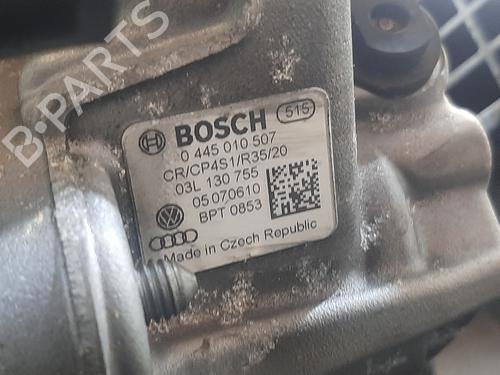 B-PARTS
BOSCH 515
0 445 010 507
CR/CP4S1/R35/20
03L 130 755
05070610
BPT 0853
Made in Czech Republic